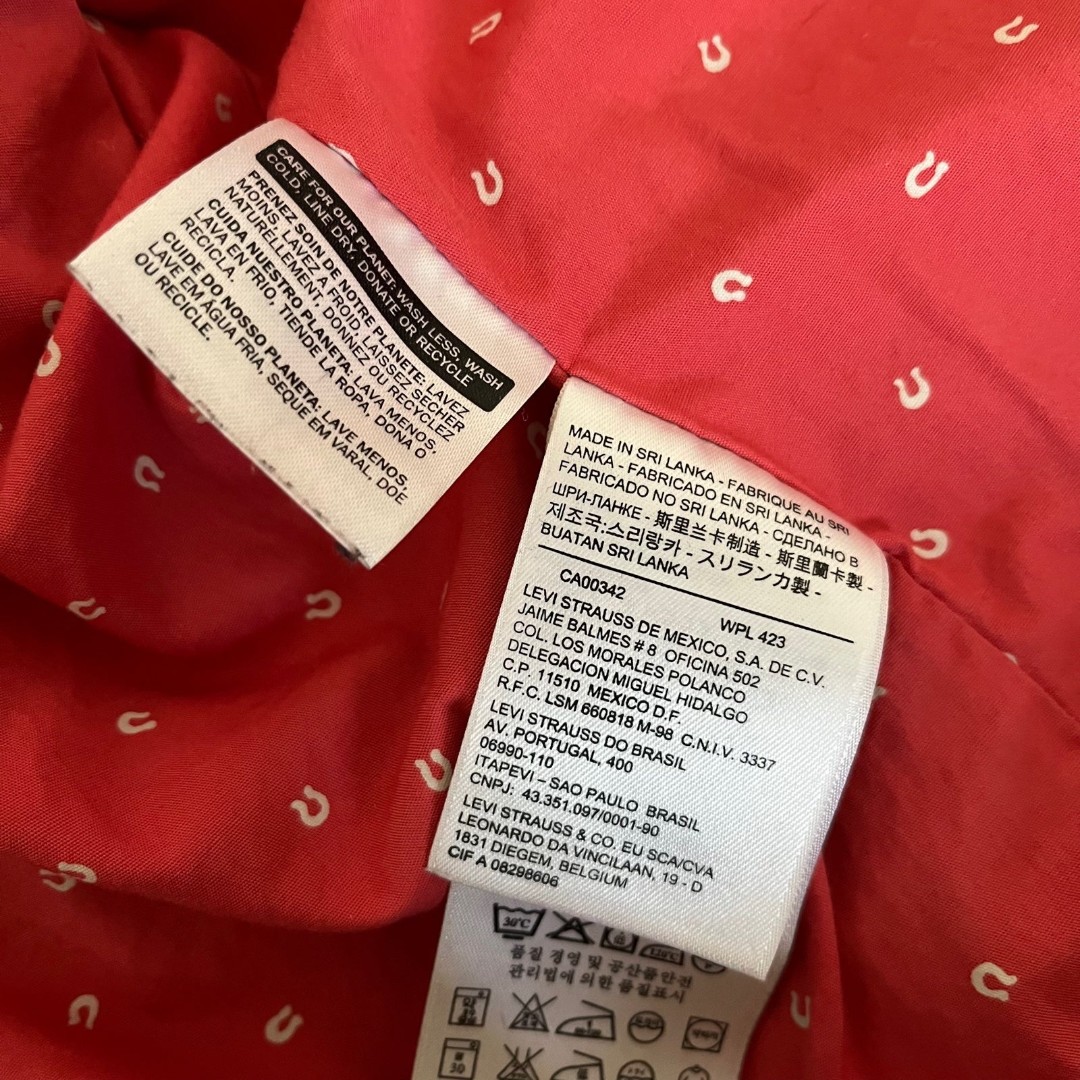 CARE FOR OUR PLANET: WASH LESS, WASH
COLD, LINE DRY, DONATE OR RECYCLE
PRENEZ SOIN DE NOTRE PLANETE: LAVEZ
MOINS, LAVEZ A FROID, LAISSEZ SECHER
NATURELLEMENT, DONNEZ OU RECYCLEZ
CUIDA NUESTRO PLANETA: LAVA MENOS,
LAVA EN FRIO, TIENDE LA ROPA, DONA O
RECICLA.
CUIDE DO NOSSO PLANETA: LAVE MENOS,
LAVE EM ÁGUA FRIA, SEQUE EM VARAL, DOE
OU RECICLE.
MADE IN SRI LANKA - FABRIQUE AU SRI
LANKA - FABRICADO EN SRI LANKA -
FABRICADO NO SRI LANKA - СДЕЛАНО В
ШРИ-ЛАНКЕ - 斯里兰卡制造 - 斯里蘭卡製 -
제조국:스리랑카 - スリランカ製 -
BUATAN SRI LANKA
CA00342 WPL 423
LEVI STRAUSS DE MEXICO, S.A. DE C.V.
JAIME BALMES # 8 OFICINA 502
COL. LOS MORALES POLANCO
DELEGACION MIGUEL HIDALGO
C.P. 11510 MEXICO D.F.
R.F.C. LSM 660818 M-98 C.N.I.V. 3337
LEVI STRAUSS DO BRASIL
AV. PORTUGAL, 400
06990-110
ITAPEVI – SAO PAULO BRASIL
CNPJ: 43.351.097/0001-90
LEVI STRAUSS & CO. EU SCA/CVA
LEONARDO DA VINCILAAN, 19 - D
1831 DIEGEM, BELGIUM
CIF A 08298606
30°C
품질 경영 및 공산품안전
관리법에 의한 품질표시
물
30